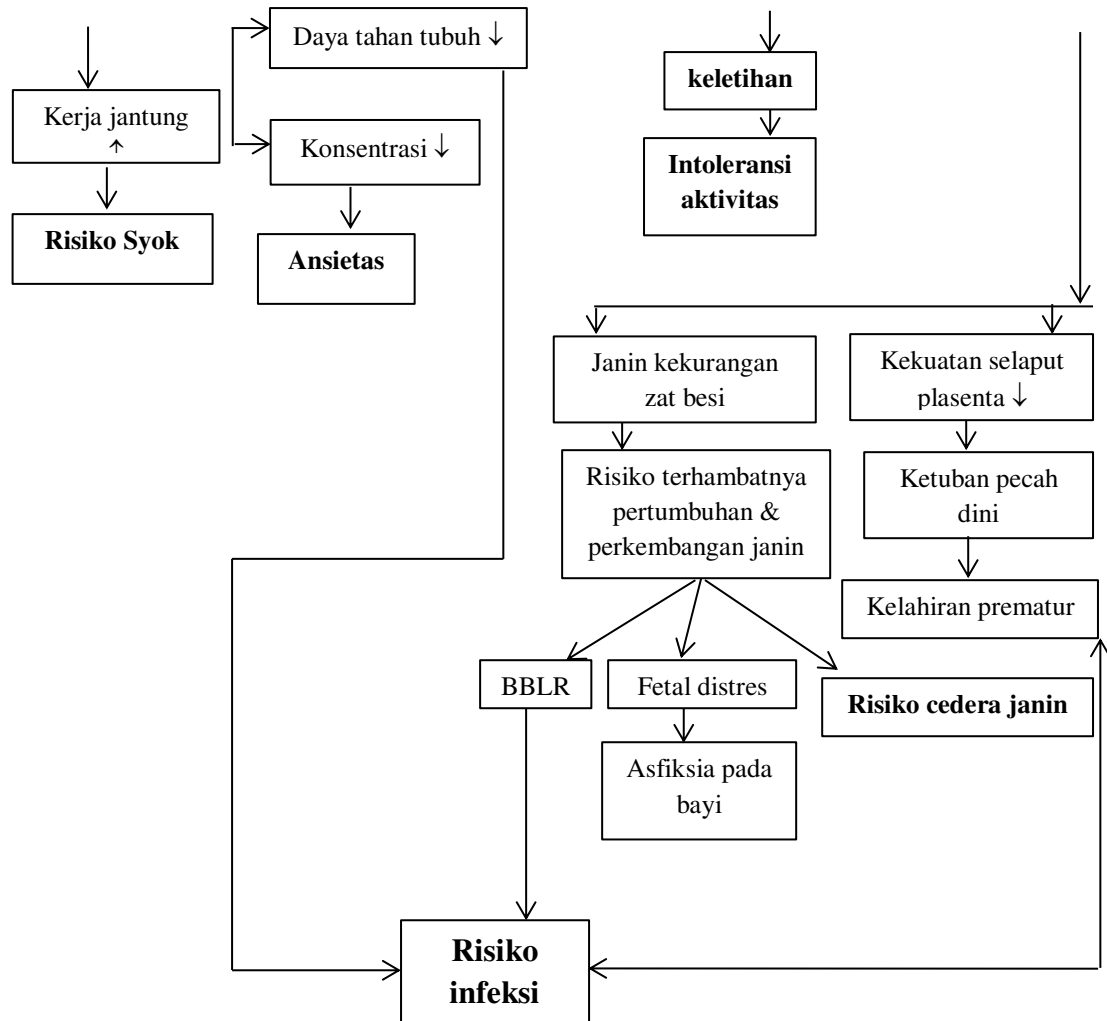 Daya tahan tubuh ↓
keletihan
Kerja jantung
↑
Konsentrasi ↓
Intoleransi
aktivitas
Risiko Syok
Ansietas
Janin kekurangan
zat besi
Kekuatan selaput
plasenta ↓
Risiko terhambatnya
pertumbuhan &
perkembangan janin
Ketuban pecah
dini
Kelahiran prematur
BBLR
Fetal distres
Risiko cedera janin
Asfiksia pada
bayi
Risiko
infeksi